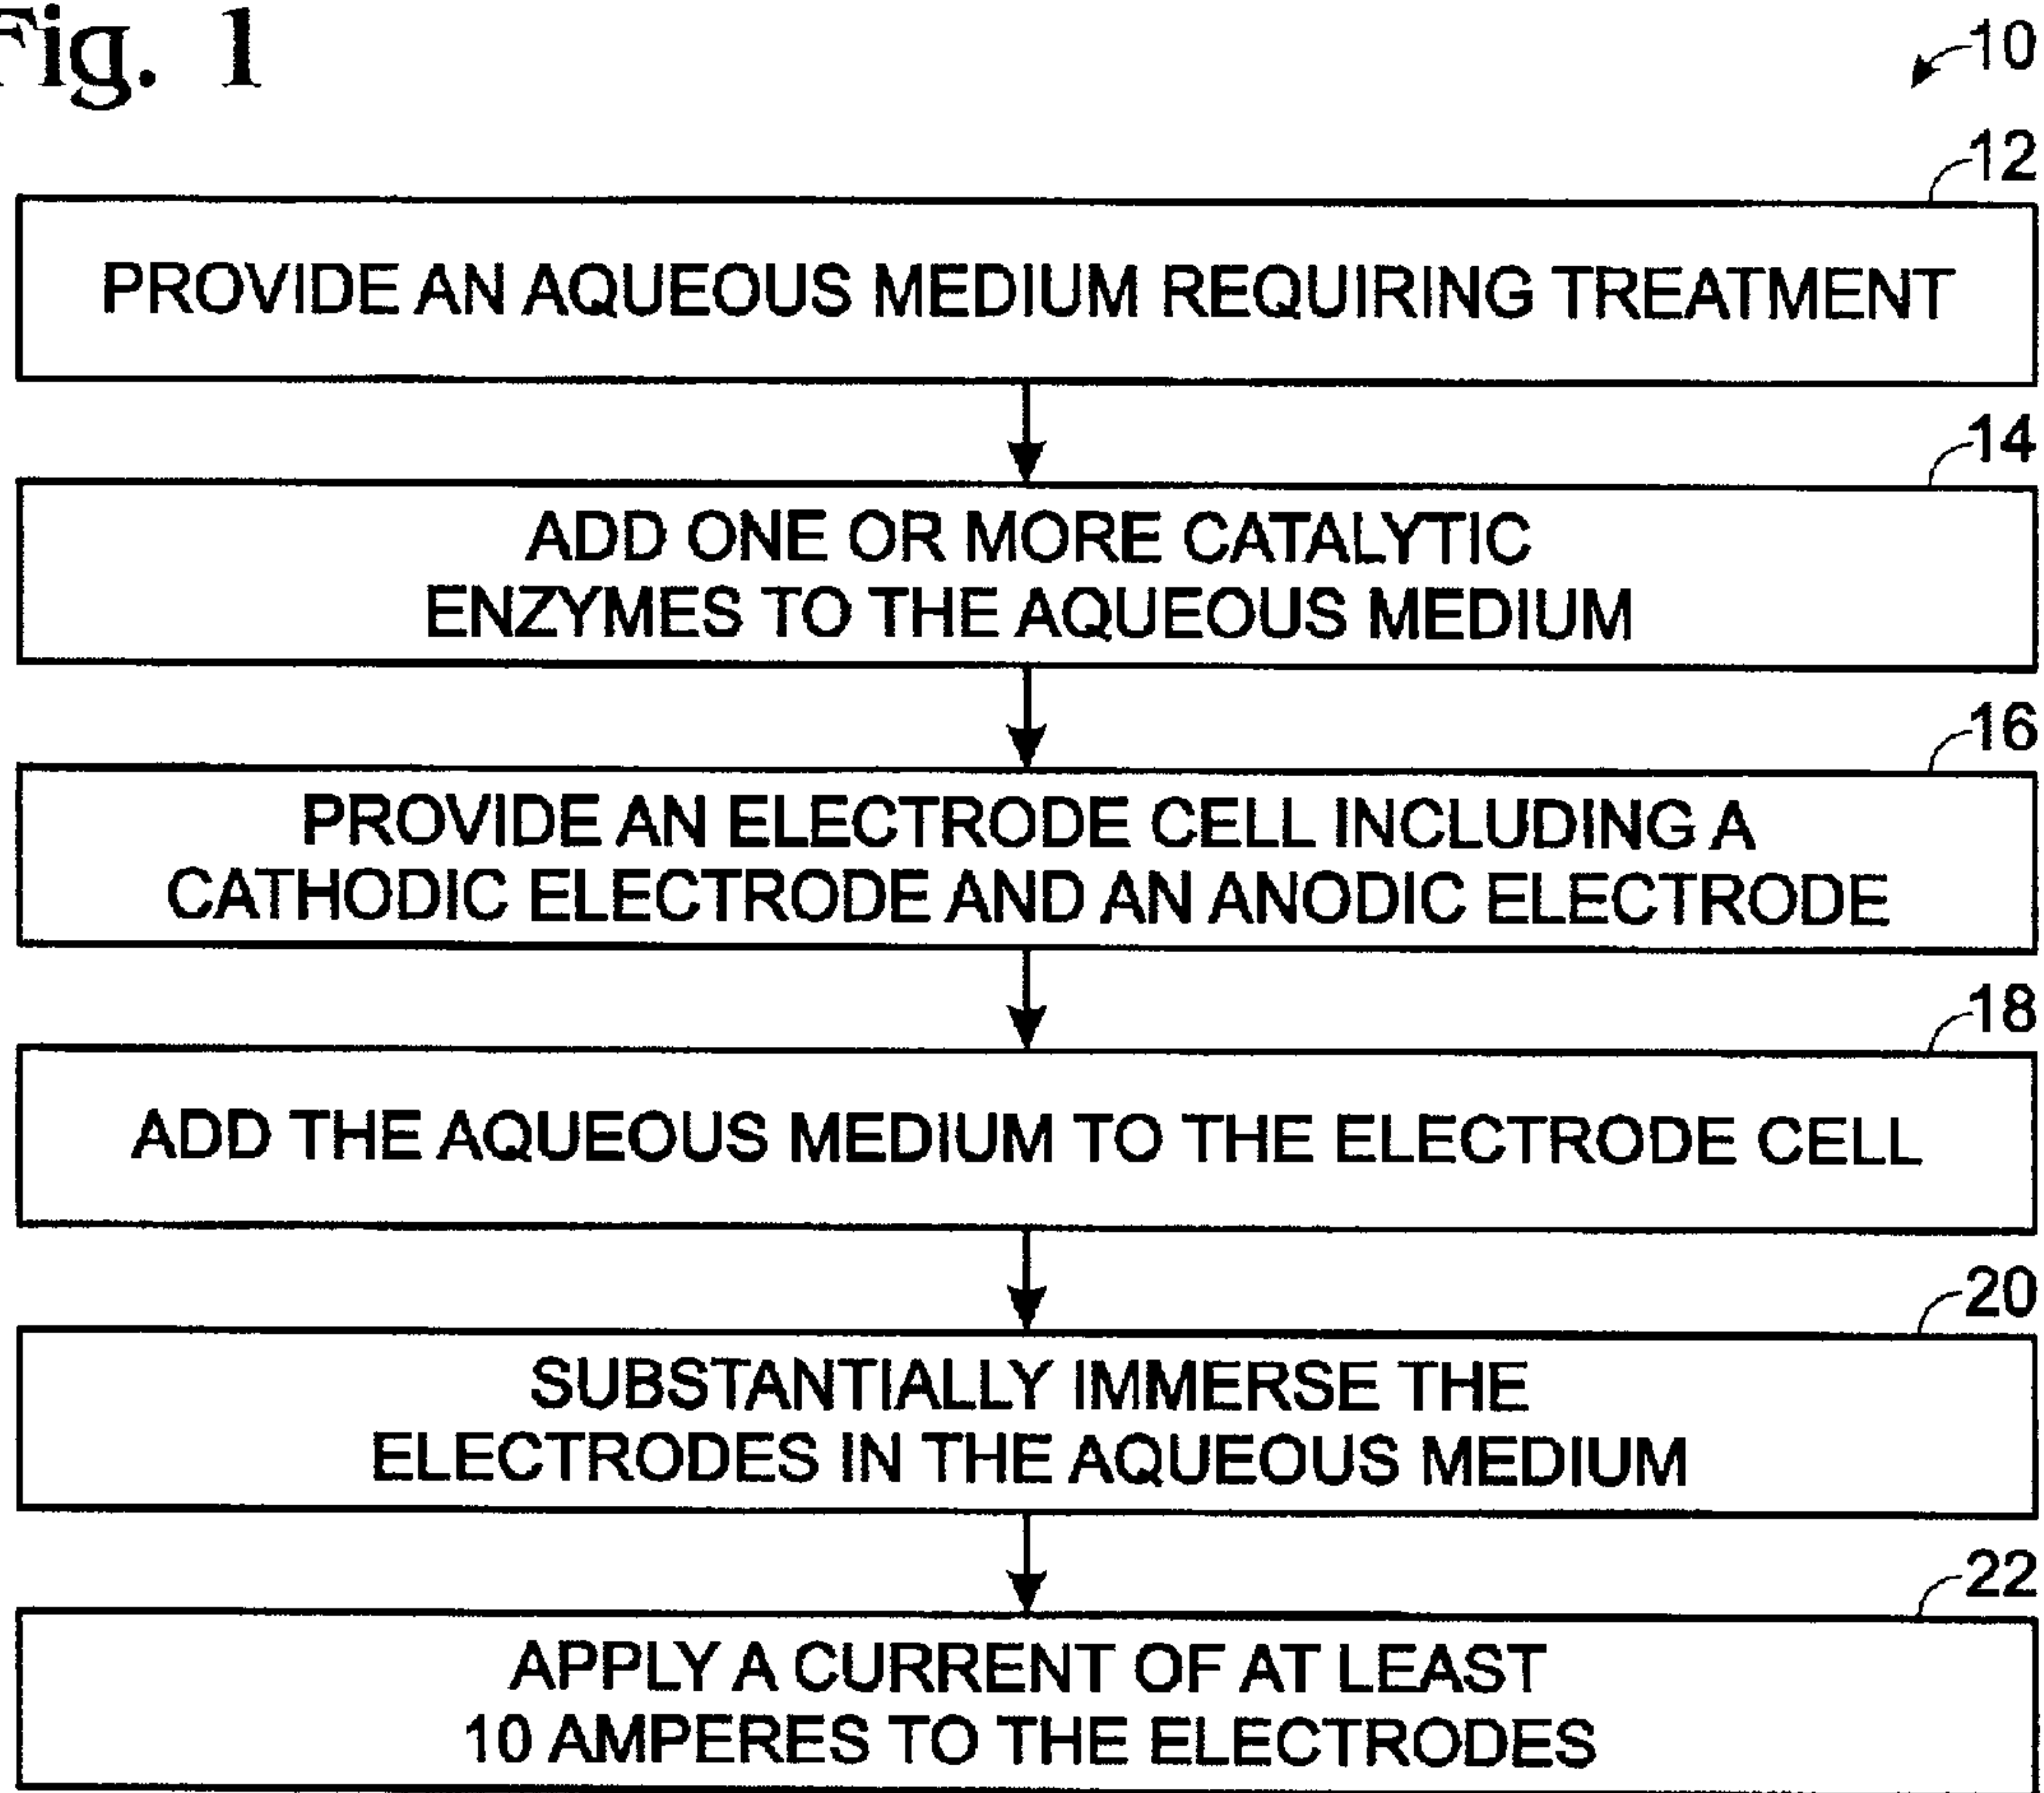 Fig. 1
10
12
PROVIDE AN AQUEOUS MEDIUM REQUIRING TREATMENT
14
ADD ONE OR MORE CATALYTIC
ENZYMES TO THE AQUEOUS MEDIUM
16
PROVIDE AN ELECTRODE CELL INCLUDING A
CATHODIC ELECTRODE AND AN ANODIC ELECTRODE
18
ADD THE AQUEOUS MEDIUM TO THE ELECTRODE CELL
20
SUBSTANTIALLY IMMERSE THE
ELECTRODES IN THE AQUEOUS MEDIUM
22
APPLY A CURRENT OF AT LEAST
10 AMPERES TO THE ELECTRODES